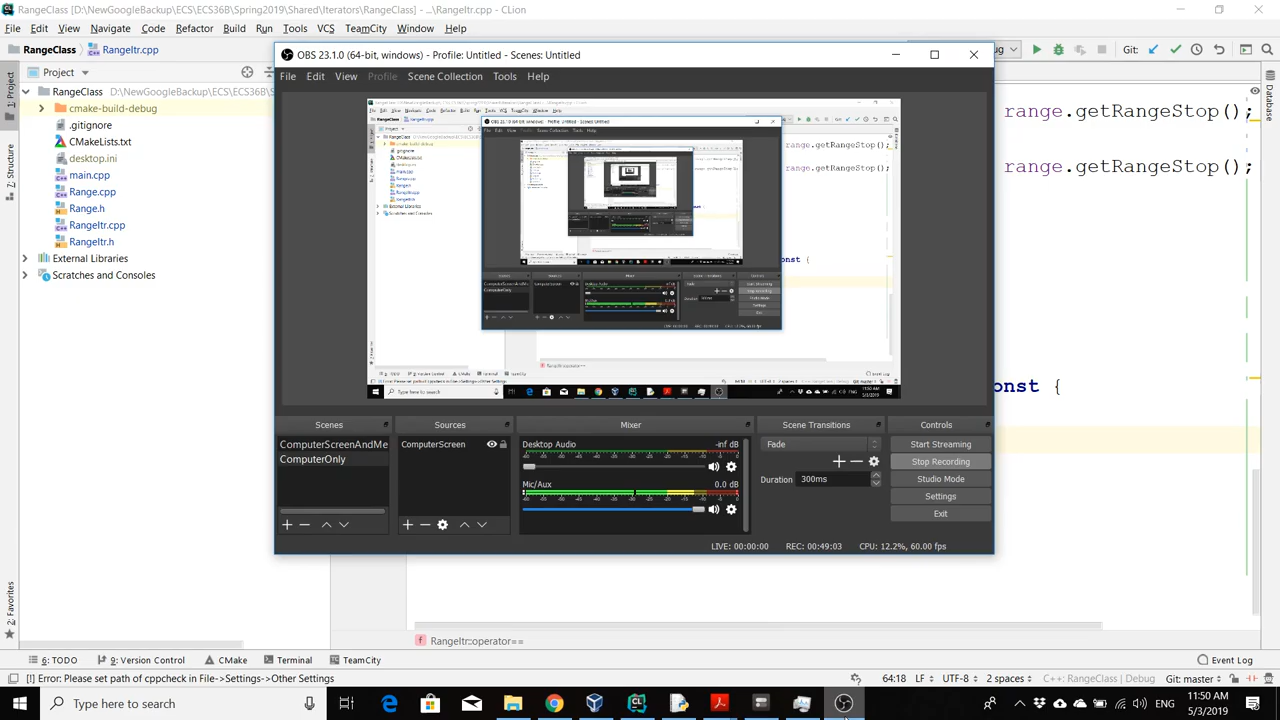 RangeClass [D:\NewGoogleBackup\ECS\ECS36B\Spring2019\Shared\Iterators\RangeClass] - ...\RangeItr.cpp - CLion
File Edit View Navigate Code Refactor Build Run Tools VCS TeamCity Window Help
RangeClass RangeItr.cpp
Git:
OBS 23.1.0 (64-bit, windows) - Profile: Untitled - Scenes: Untitled
File Edit View Profile Scene Collection Tools Help
1: Project
Project
RangeClass [D:\NewGoogleBackup\ECS\ECS36B\S
cmake-build-debug
.gitignore
CMakeLists.txt
desktop.ini
main.cpp
Range.cpp
Range.h
RangeItr.cpp
RangeItr.h
External Libraries
Scratches and Consoles
Database
range.getRangeStop();
range.getRangeStop();
const {
Scenes
ComputerScreenAndMe
ComputerOnly
Sources
ComputerScreen
Mixer
Desktop Audio -inf dB
Mic/Aux 0.0 dB
Scene Transitions
Fade
Duration 300ms
Controls
Start Streaming
Stop Recording
Studio Mode
Settings
Exit
LIVE: 00:00:00 REC: 00:49:03 CPU: 12.2%, 60.00 fps
2: Favorites
RangeItr::operator==
6: TODO 9: Version Control CMake Terminal TeamCity Event Log
[!] Error: Please set path of cppcheck in File->Settings->Other Settings 64:18 LF UTF-8 2 spaces C++: RangeClass | Debug Git: master
Type here to search
ENG
11:50 AM
5/3/2019